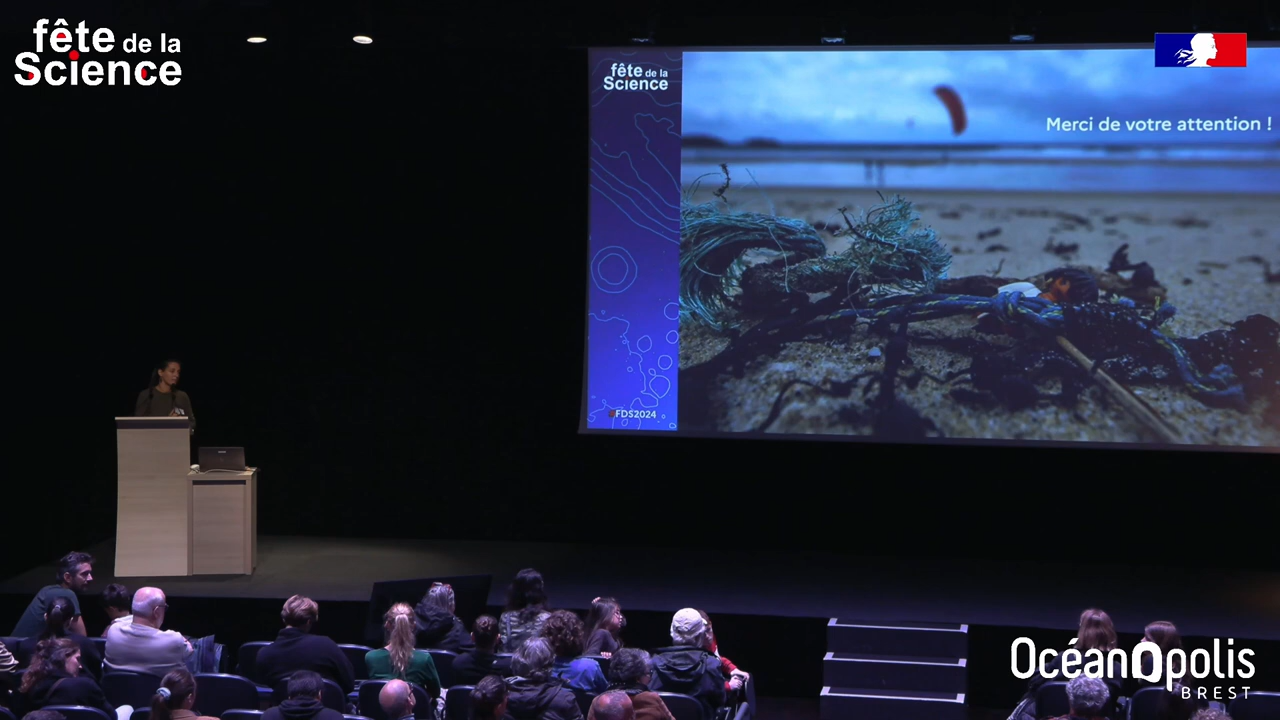 fête de la
Science
fête de la
Science
Merci de votre attention !
#FDS2024
Océanopolis
BREST